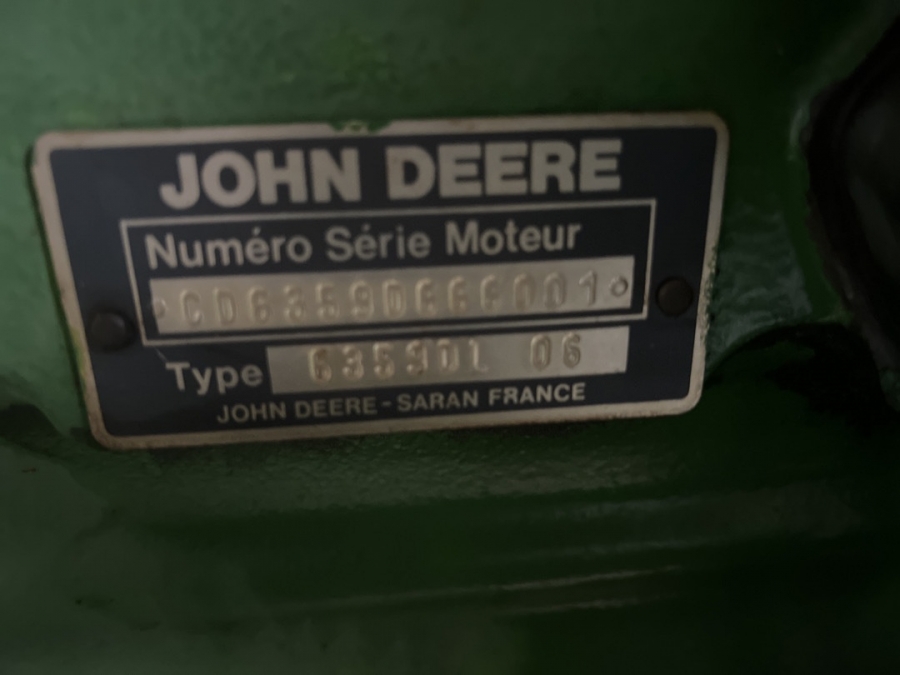 JOHN DEERE
Numéro Série Moteur
Type 6359DL 06
JOHN DEERE - SARAN FRANCE